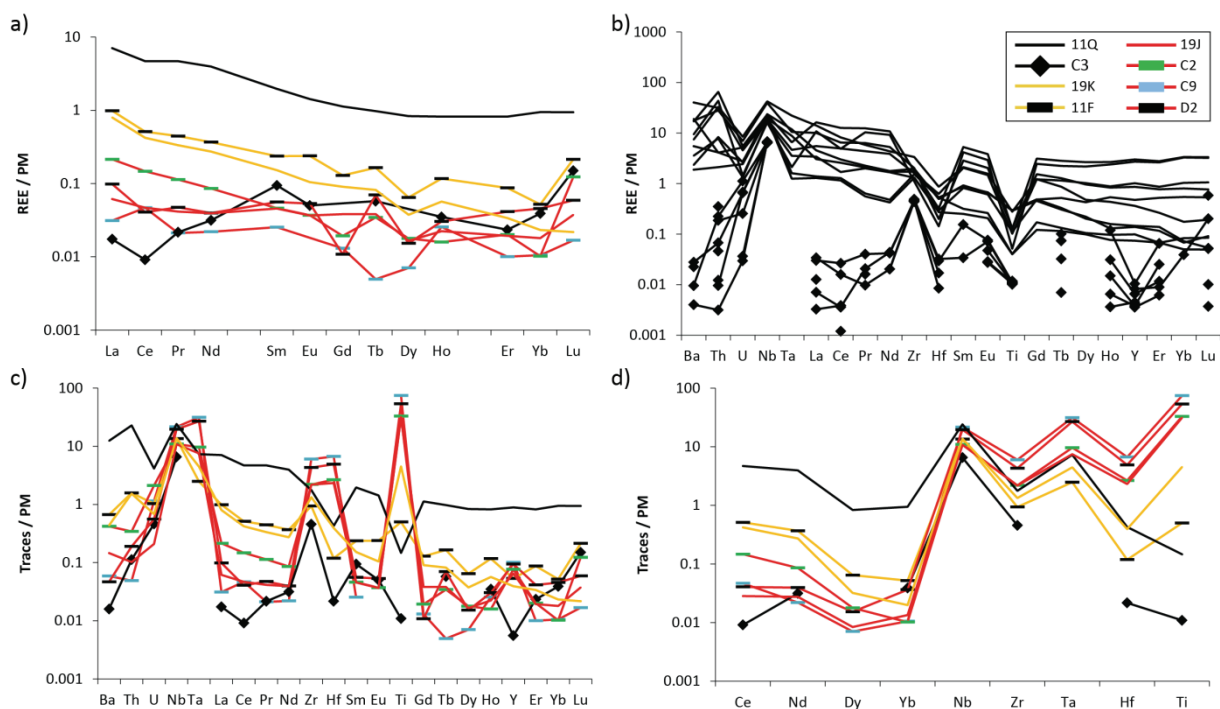 a)
10
1
0.1
0.01
0.001
REE / PM
La Ce Pr Nd Sm Eu Gd Tb Dy Ho Er Yb Lu
b)
1000
100
10
1
0.1
0.01
0.001
REE / PM
11Q 19J
C3 C2
19K C9
11F D2
Ba Th U Nb Ta La Ce Pr Nd Zr Hf Sm Eu Ti Gd Tb Dy Ho Y Er Yb Lu
c)
100
10
1
0.1
0.01
0.001
Traces / PM
Ba Th U Nb Ta La Ce Pr Nd Zr Hf Sm Eu Ti Gd Tb Dy Ho Y Er Yb Lu
d)
100
10
1
0.1
0.01
0.001
Traces / PM
Ce Nd Dy Yb Nb Zr Ta Hf Ti